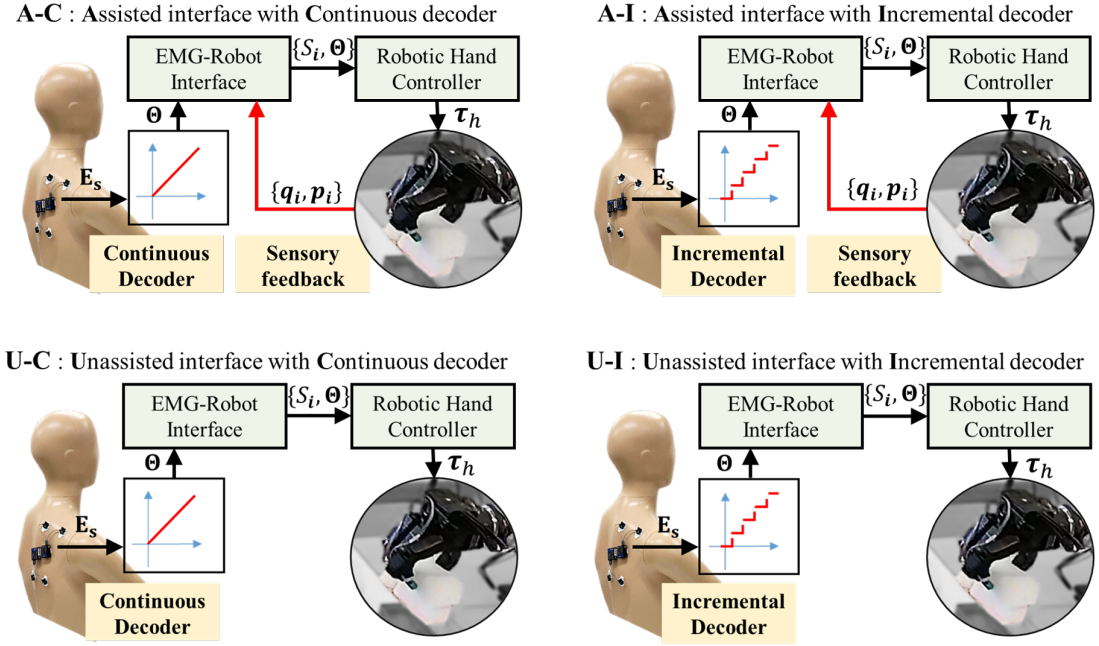 A-C : Assisted interface with Continuous decoder
EMG-Robot
Interface
{S_i, Θ}
Robotic Hand
Controller
Θ
τ_h
E_s
{q_i, p_i}
Continuous
Decoder
Sensory
feedback
A-I : Assisted interface with Incremental decoder
EMG-Robot
Interface
{S_i, Θ}
Robotic Hand
Controller
Θ
τ_h
E_s
{q_i, p_i}
Incremental
Decoder
Sensory
feedback
U-C : Unassisted interface with Continuous decoder
EMG-Robot
Interface
{S_i, Θ}
Robotic Hand
Controller
Θ
τ_h
E_s
Continuous
Decoder
U-I : Unassisted interface with Incremental decoder
EMG-Robot
Interface
{S_i, Θ}
Robotic Hand
Controller
Θ
τ_h
E_s
Incremental
Decoder